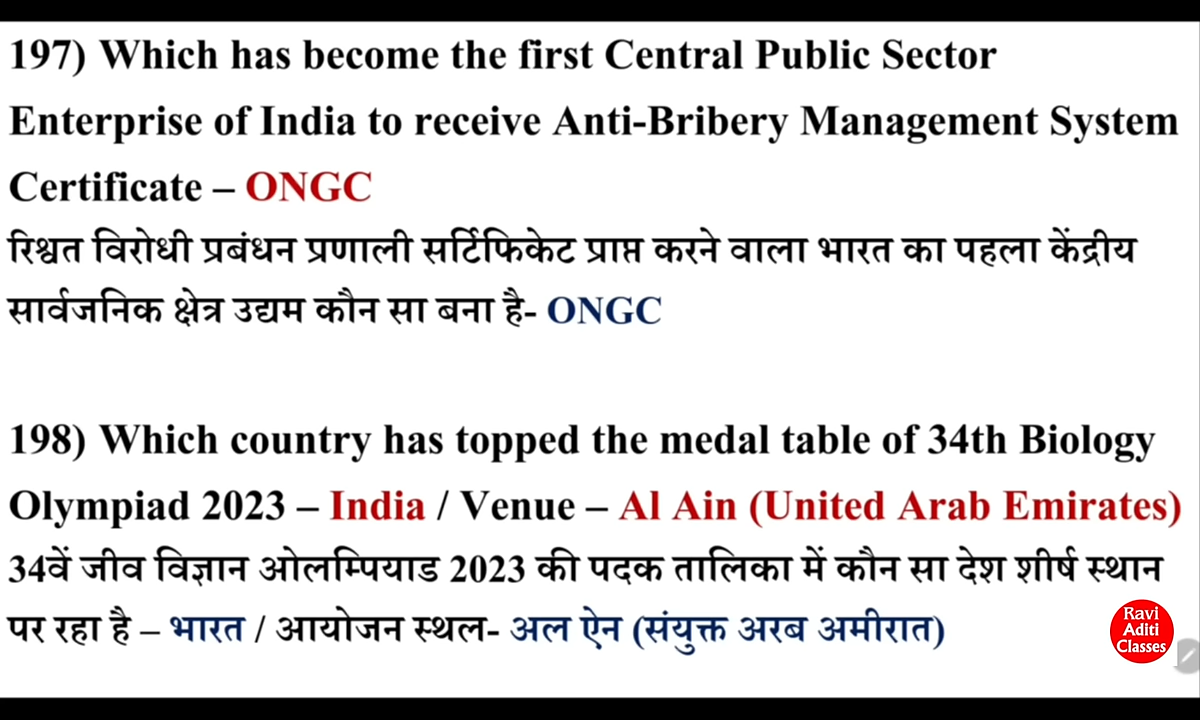 197) Which has become the first Central Public Sector
Enterprise of India to receive Anti-Bribery Management System
Certificate – ONGC
रिश्वत विरोधी प्रबंधन प्रणाली सर्टिफिकेट प्राप्त करने वाला भारत का पहला केंद्रीय
सार्वजनिक क्षेत्र उद्यम कौन सा बना है- ONGC
198) Which country has topped the medal table of 34th Biology
Olympiad 2023 – India / Venue – Al Ain (United Arab Emirates)
34वें जीव विज्ञान ओलम्पियाड 2023 की पदक तालिका में कौन सा देश शीर्ष स्थान
पर रहा है – भारत / आयोजन स्थल- अल ऐन (संयुक्त अरब अमीरात)
Ravi
Aditi
Classes